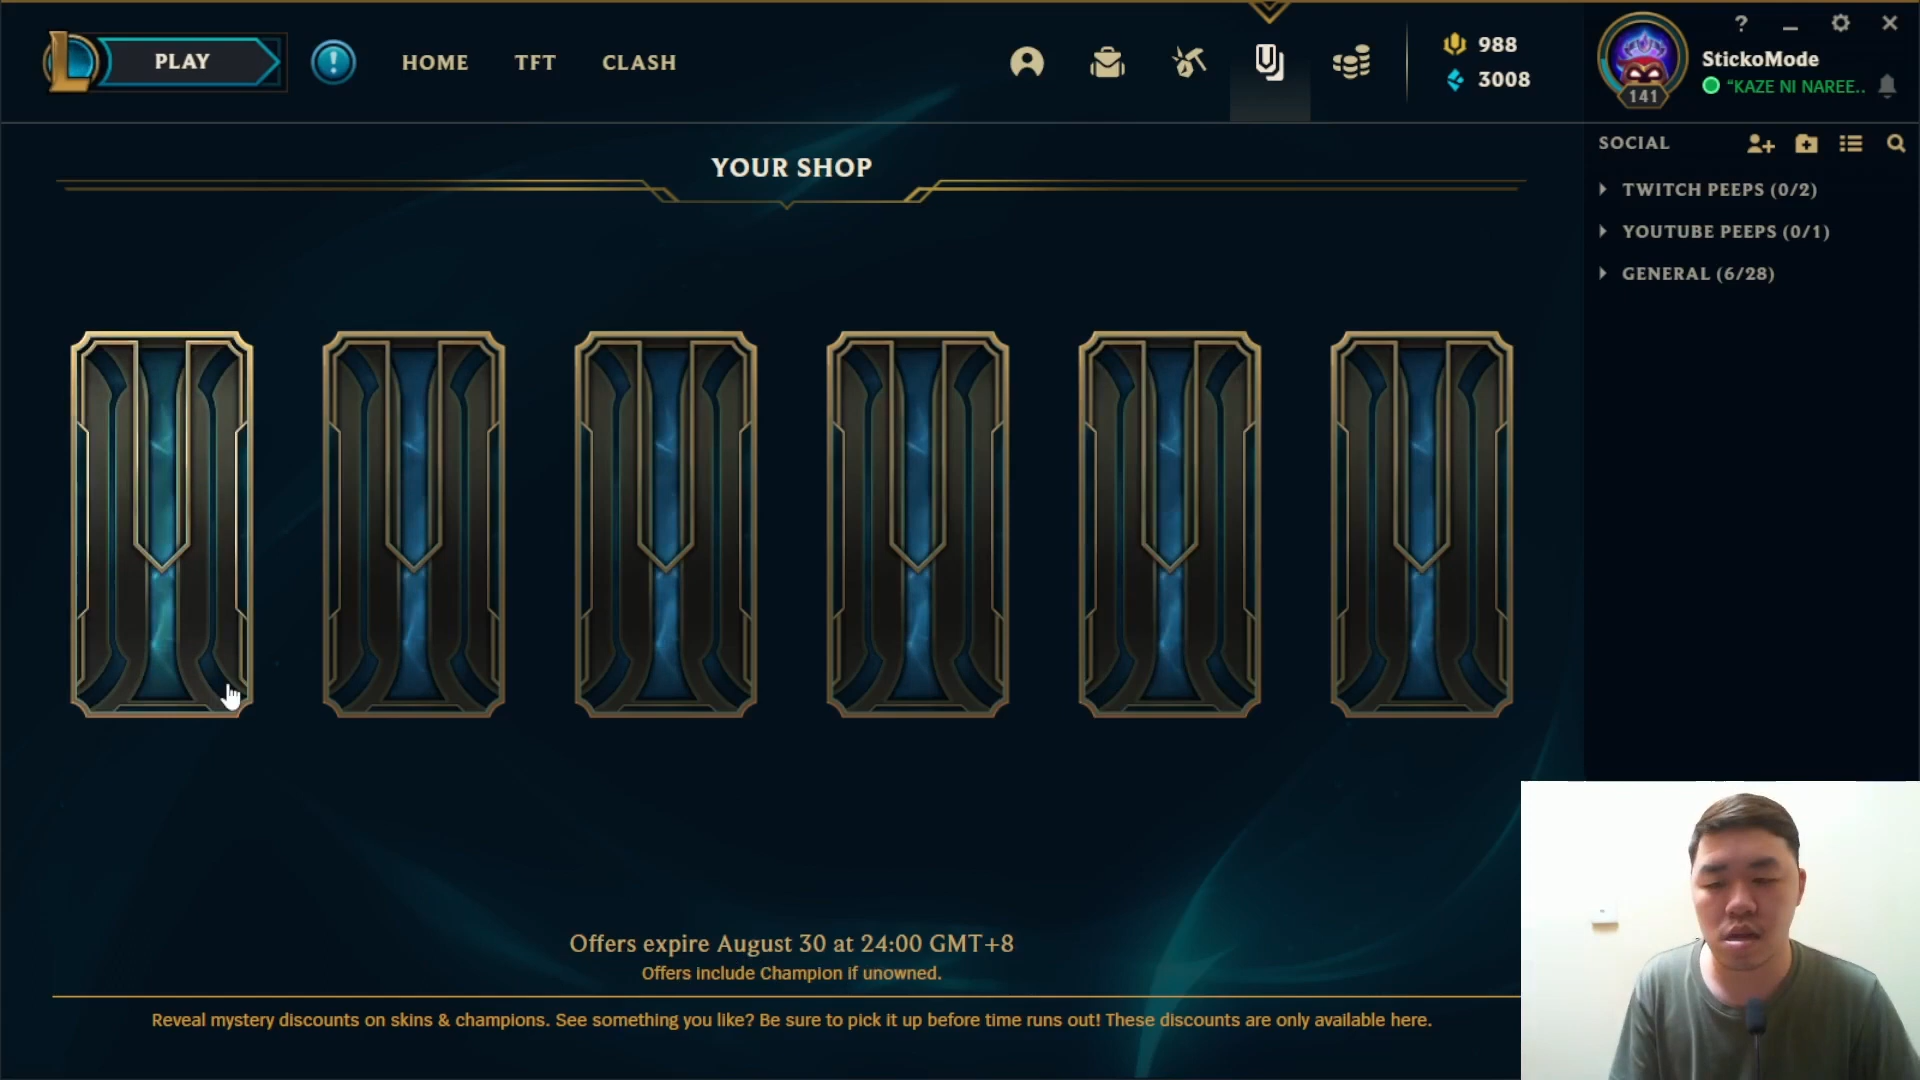 PLAY
HOME
TFT
CLASH
988
3008
?
StickoMode
141
“KAZE NI NAREE..
SOCIAL
TWITCH PEEPS (0/2)
YOUTUBE PEEPS (0/1)
GENERAL (6/28)
YOUR SHOP
Offers expire August 30 at 24:00 GMT+8
Offers include Champion if unowned.
Reveal mystery discounts on skins & champions. See something you like? Be sure to pick it up before time runs out! These discounts are only available here.